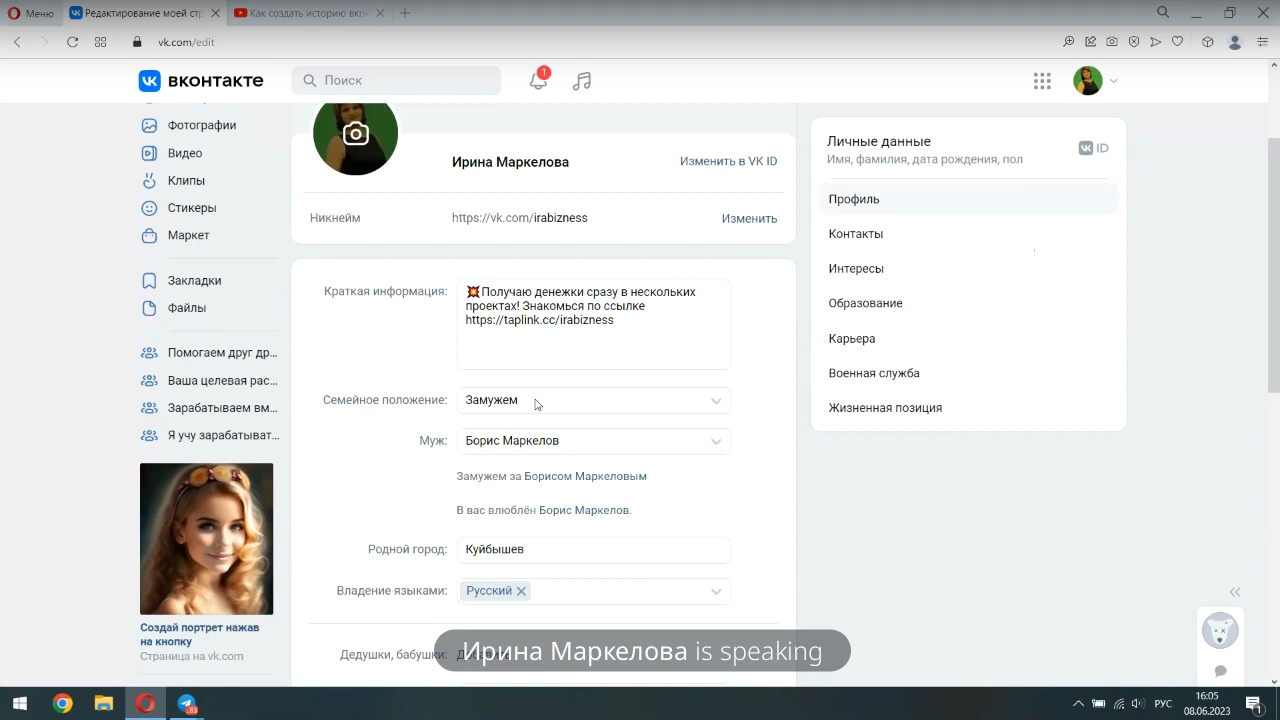 Меню
Редактирование моей ст
Как создать историю вко
vk.com/edit
ВКОНТАКТЕ
Поиск
1
Фотографии
Видео
Клипы
Стикеры
Маркет
Закладки
Файлы
Помогаем друг др...
Ваша целевая рас...
Зарабатываем вм...
Я учу зарабатыват...
Создай портрет нажав
на кнопку
Страница на vk.com
Ирина Маркелова
Изменить в VK ID
Никнейм
https://vk.com/irabizness
Изменить
Краткая информация:
💥Получаю денежки сразу в нескольких
проектах! Знакомься по ссылке
https://taplink.cc/irabizness
Семейное положение:
Замужем
Муж:
Борис Маркелов
Замужем за Борисом Маркеловым
В вас влюблён Борис Маркелов.
Родной город:
Куйбышев
Владение языками:
Русский
Дедушки, бабушки:
Личные данные
Имя, фамилия, дата рождения, пол
VK ID
Профиль
Контакты
Интересы
Образование
Карьера
Военная служба
Жизненная позиция
Ирина Маркелова is speaking
83
РУС
16:05
08.06.2023
1